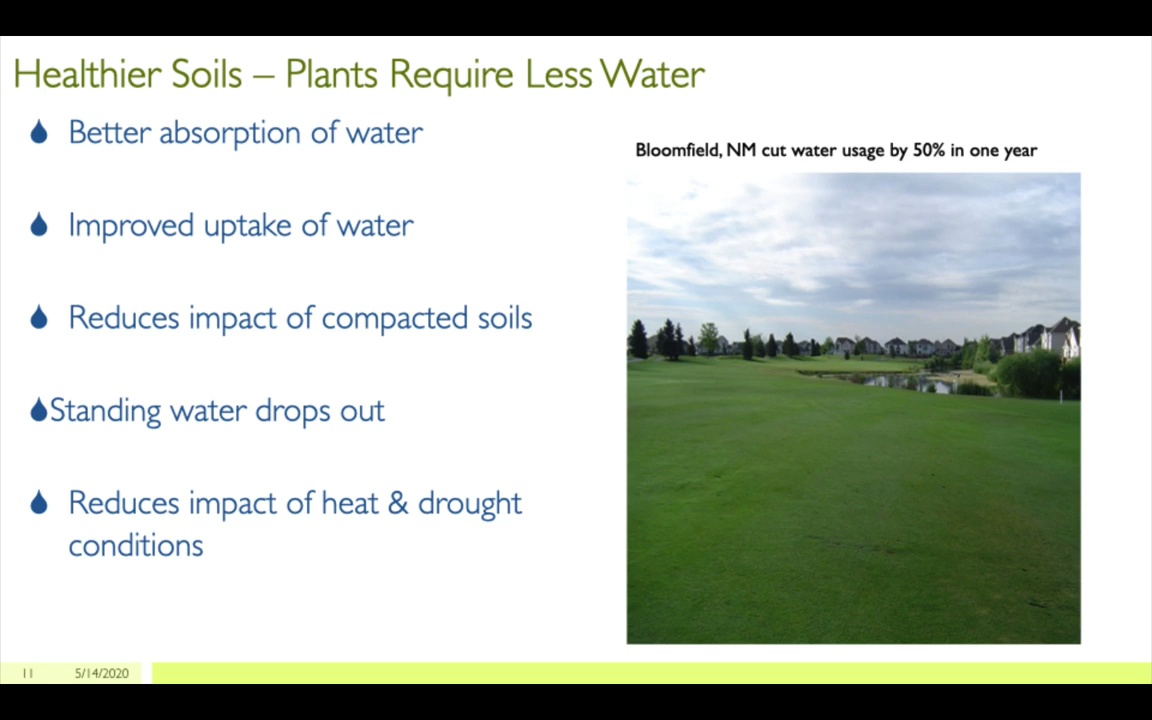 Healthier Soils – Plants Require Less Water
Better absorption of water
Improved uptake of water
Reduces impact of compacted soils
Standing water drops out
Reduces impact of heat & drought
conditions
Bloomfield, NM cut water usage by 50% in one year
11 5/14/2020